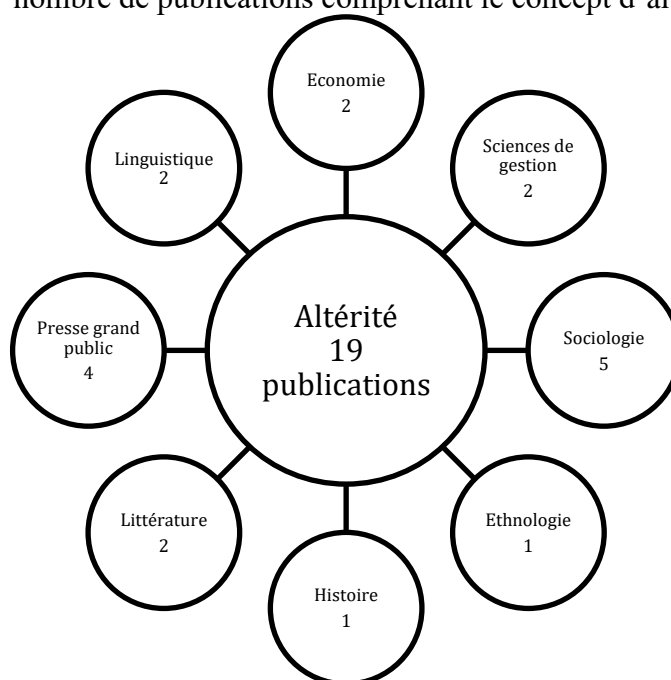 nombre de publications comprenant le concept d'al
Economie
2
Sciences de
gestion
2
Sociologie
5
Ethnologie
1
Histoire
1
Littérature
2
Presse grand
public
4
Linguistique
2
Altérité
19
publications